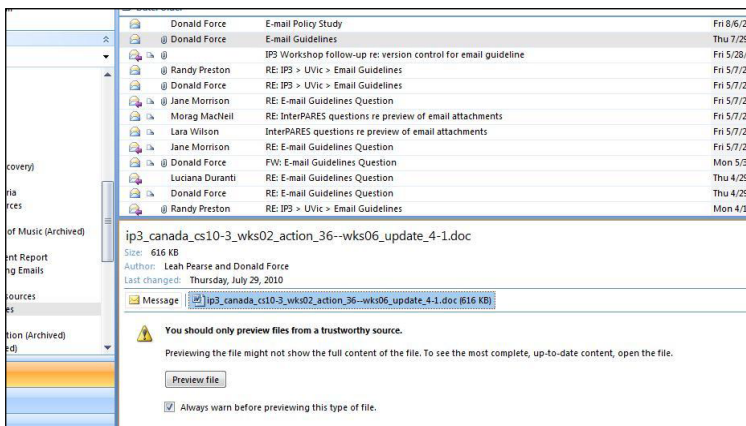 Donald Force E-mail Policy Study Fri 8/6/2
Donald Force E-mail Guidelines Thu 7/29
IP3 Workshop follow-up re: version control for email guideline Fri 5/28/
Randy Preston RE: IP3 > UVic > Email Guidelines Fri 5/7/2
Donald Force RE: IP3 > UVic > Email Guidelines Fri 5/7/2
Jane Morrison RE: E-mail Guidelines Question Fri 5/7/2
Morag MacNeil RE: InterPARES questions re preview of email attachments Fri 5/7/2
Lara Wilson InterPARES questions re preview of email attachments Fri 5/7/2
Jane Morrison RE: E-mail Guidelines Question Fri 5/7/2
Donald Force FW: E-mail Guidelines Question Mon 5/3
Luciana Duranti RE: E-mail Guidelines Question Thu 4/29
Donald Force RE: E-mail Guidelines Question Thu 4/29
Randy Preston RE: IP3 > UVic > Email Guidelines Mon 4/1
covery)
ria
rces
of Music (Archived)
ent Report
ng Emails
sources
es
tion (Archived)
ed)
ip3_canada_cs10-3_wks02_action_36--wks06_update_4-1.doc
Size: 616 KB
Author: Leah Pearse and Donald Force
Last changed: Thursday, July 29, 2010
Message ip3_canada_cs10-3_wks02_action_36--wks06_update_4-1.doc (616 KB)
You should only preview files from a trustworthy source.
Previewing the file might not show the full content of the file. To see the most complete, up-to-date content, open the file.
Preview file
Always warn before previewing this type of file.